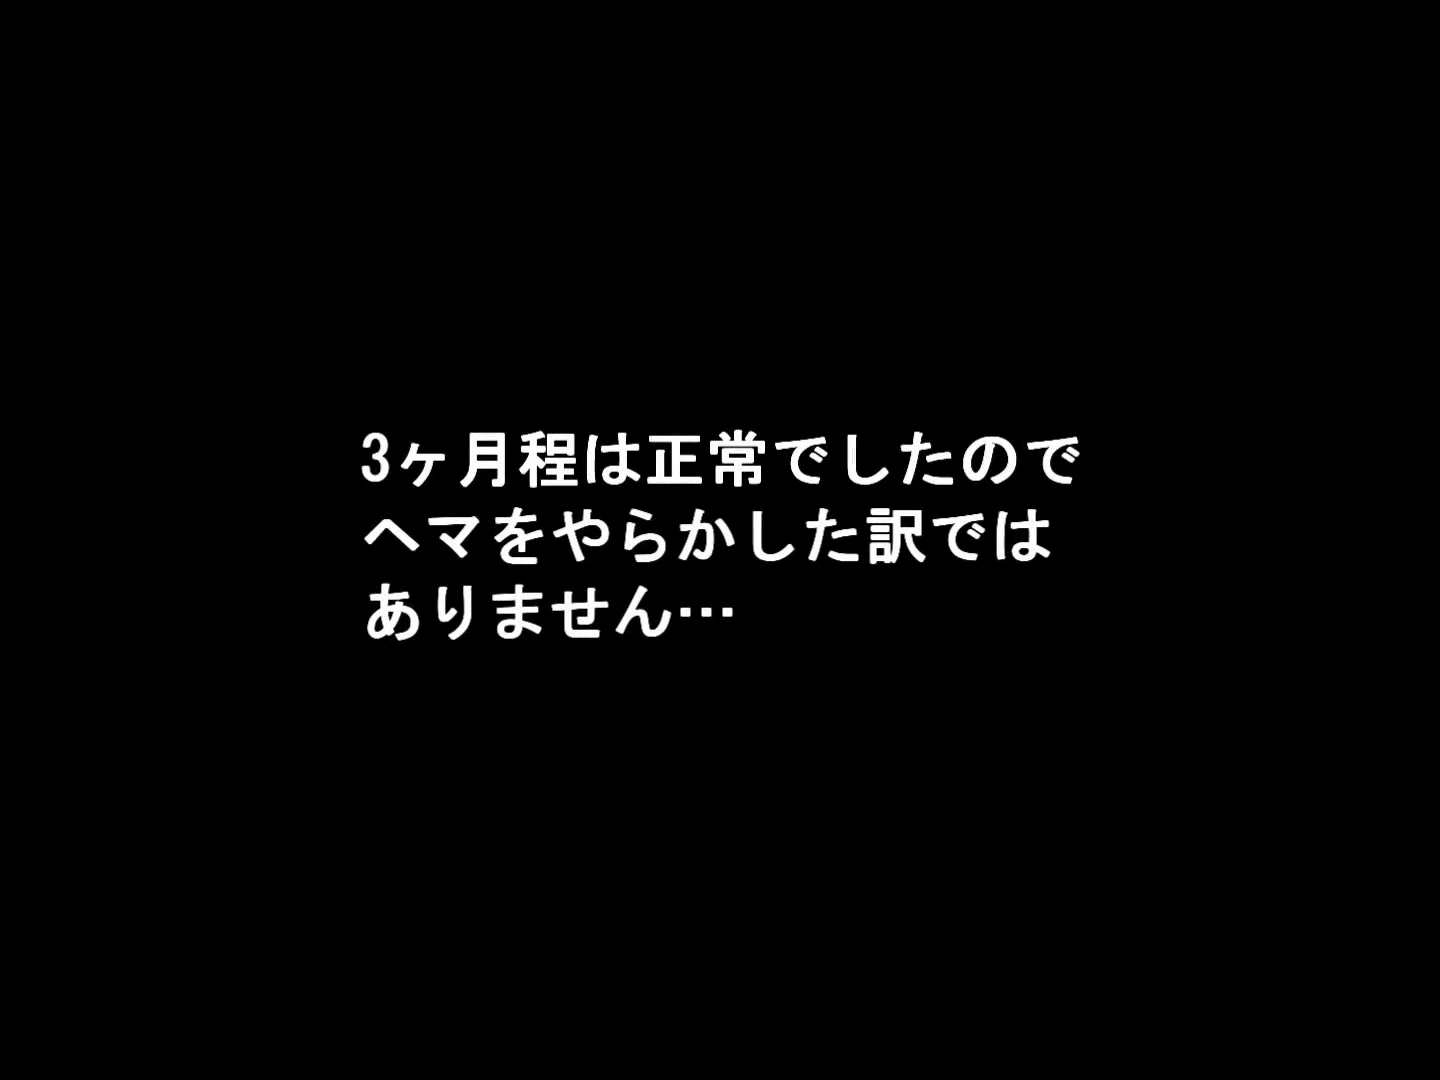 3ヶ月程は正常でしたので
ヘマをやらかした訳では
ありません…